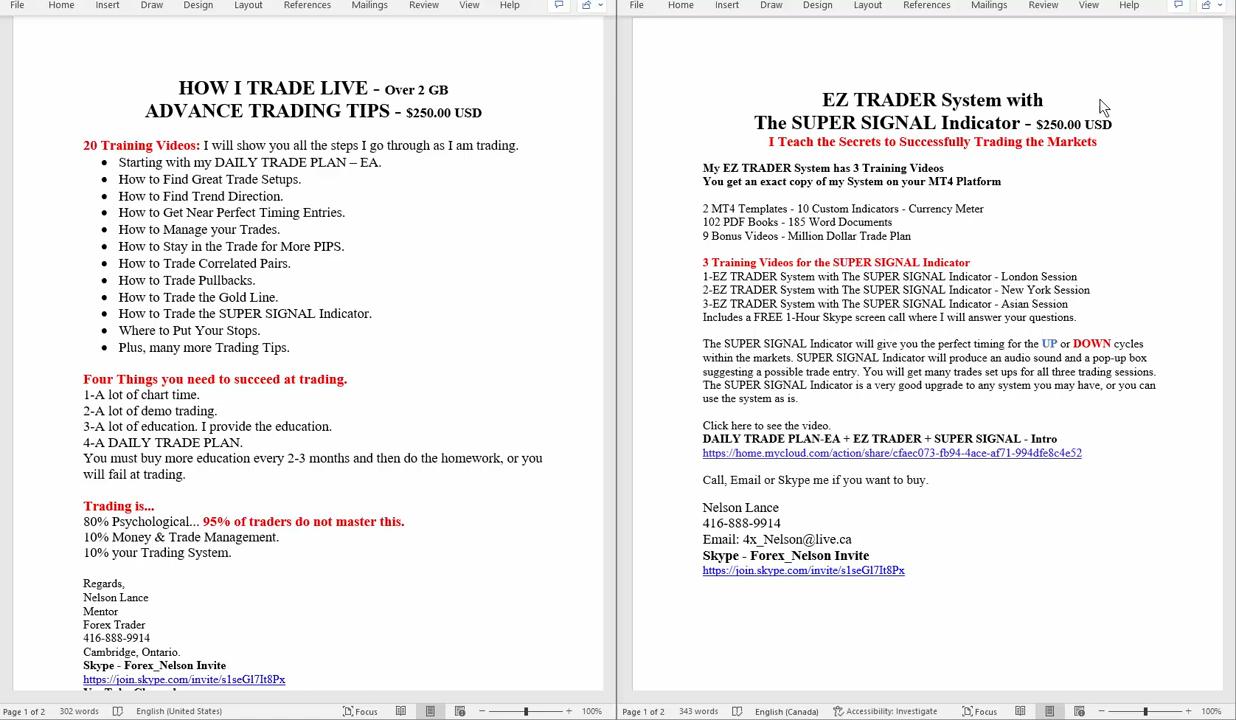 File Home Insert Draw Design Layout References Mailings Review View Help
HOW I TRADE LIVE - Over 2 GB
ADVANCE TRADING TIPS - $250.00 USD
20 Training Videos: I will show you all the steps I go through as I am trading.
• Starting with my DAILY TRADE PLAN – EA.
• How to Find Great Trade Setups.
• How to Find Trend Direction.
• How to Get Near Perfect Timing Entries.
• How to Manage your Trades.
• How to Stay in the Trade for More PIPS.
• How to Trade Correlated Pairs.
• How to Trade Pullbacks.
• How to Trade the Gold Line.
• How to Trade the SUPER SIGNAL Indicator.
• Where to Put Your Stops.
• Plus, many more Trading Tips.
Four Things you need to succeed at trading.
1-A lot of chart time.
2-A lot of demo trading.
3-A lot of education. I provide the education.
4-A DAILY TRADE PLAN.
You must buy more education every 2-3 months and then do the homework, or you
will fail at trading.
Trading is...
80% Psychological... 95% of traders do not master this.
10% Money & Trade Management.
10% your Trading System.
Regards,
Nelson Lance
Mentor
Forex Trader
416-888-9914
Cambridge, Ontario.
Skype - Forex_Nelson Invite
https://join.skype.com/invite/s1seGl7It8Px
Page 1 of 2 302 words English (United States) Focus 100%
File Home Insert Draw Design Layout References Mailings Review View Help
EZ TRADER System with
The SUPER SIGNAL Indicator - $250.00 USD
I Teach the Secrets to Successfully Trading the Markets
My EZ TRADER System has 3 Training Videos
You get an exact copy of my System on your MT4 Platform
2 MT4 Templates - 10 Custom Indicators - Currency Meter
102 PDF Books - 185 Word Documents
9 Bonus Videos - Million Dollar Trade Plan
3 Training Videos for the SUPER SIGNAL Indicator
1-EZ TRADER System with The SUPER SIGNAL Indicator - London Session
2-EZ TRADER System with The SUPER SIGNAL Indicator - New York Session
3-EZ TRADER System with The SUPER SIGNAL Indicator - Asian Session
Includes a FREE 1-Hour Skype screen call where I will answer your questions.
The SUPER SIGNAL Indicator will give you the perfect timing for the UP or DOWN cycles
within the markets. SUPER SIGNAL Indicator will produce an audio sound and a pop-up box
suggesting a possible trade entry. You will get many trades set ups for all three trading sessions.
The SUPER SIGNAL Indicator is a very good upgrade to any system you may have, or you can
use the system as is.
Click here to see the video.
DAILY TRADE PLAN-EA + EZ TRADER + SUPER SIGNAL - Intro
https://home.mycloud.com/action/share/cfaec073-fb94-4ace-af71-994dfe8c4e52
Call, Email or Skype me if you want to buy.
Nelson Lance
416-888-9914
Email: 4x_Nelson@live.ca
Skype - Forex_Nelson Invite
https://join.skype.com/invite/s1seGl7It8Px
Page 1 of 2 343 words English (Canada) Accessibility: Investigate Focus 100%